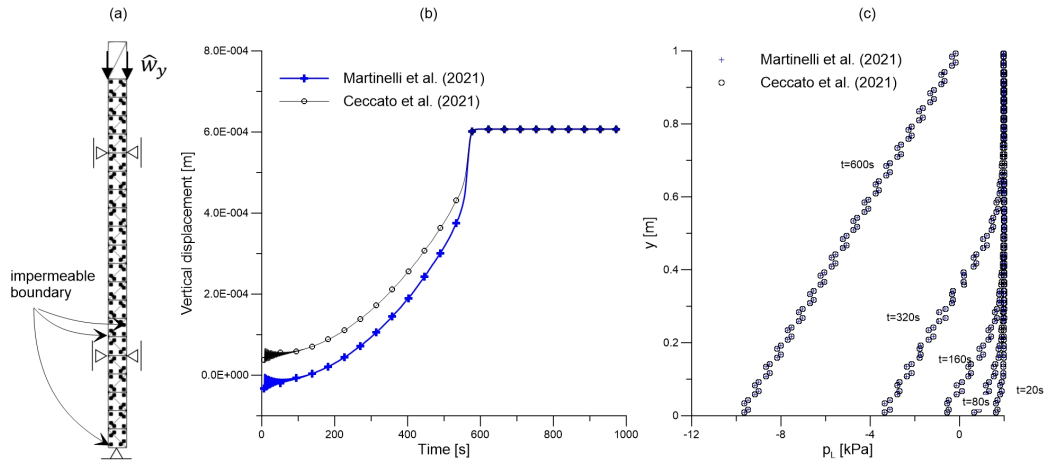 (a)
ŵy
impermeable
boundary
(b)
8.0E-004
6.0E-004
4.0E-004
2.0E-004
0.0E+000
Vertical displacement [m]
Martinelli et al. (2021)
Ceccato et al. (2021)
0
200
400
600
800
1000
Time [s]
(c)
1
0.8
0.6
0.4
0.2
0
y [m]
Martinelli et al. (2021)
Ceccato et al. (2021)
t=600s
t=320s
t=160s
t=80s
t=20s
-12
-8
-4
0
pL [kPa]